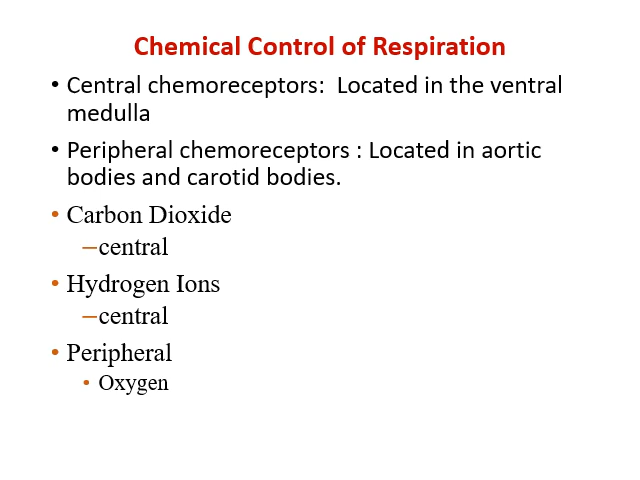 Chemical Control of Respiration
• Central chemoreceptors:  Located in the ventral
medulla
• Peripheral chemoreceptors : Located in aortic
bodies and carotid bodies.
• Carbon Dioxide
–central
• Hydrogen Ions
–central
• Peripheral
• Oxygen